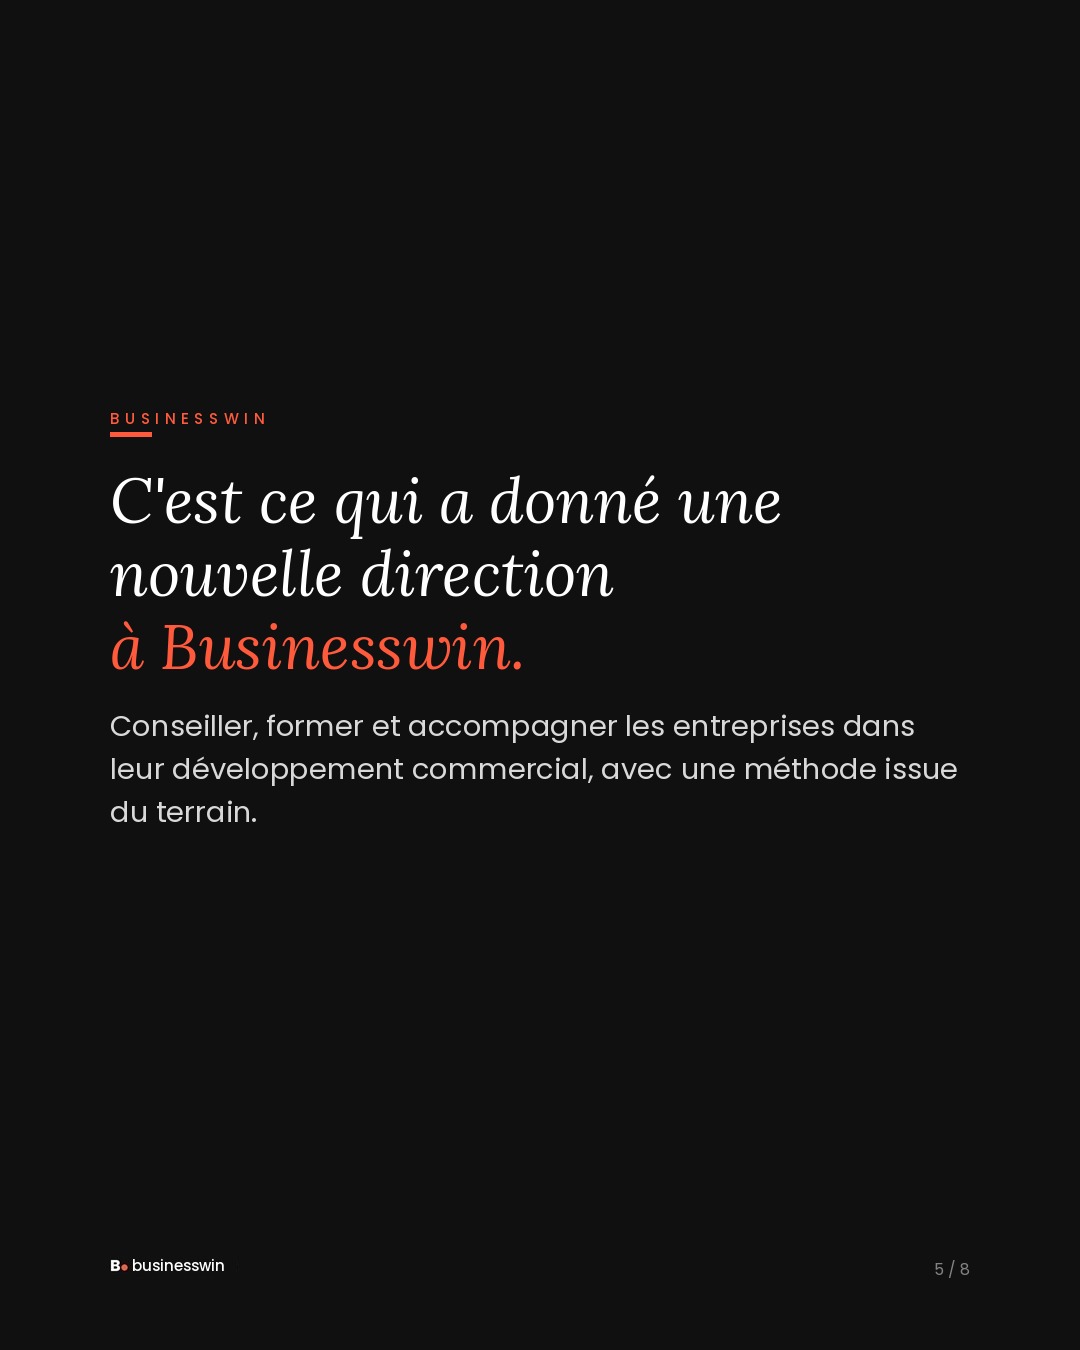 BUSINESSWIN
C'est ce qui a donné une
nouvelle direction
à Businesswin.
Conseiller, former et accompagner les entreprises dans
leur développement commercial, avec une méthode issue
du terrain.
B• businesswin
5 / 8